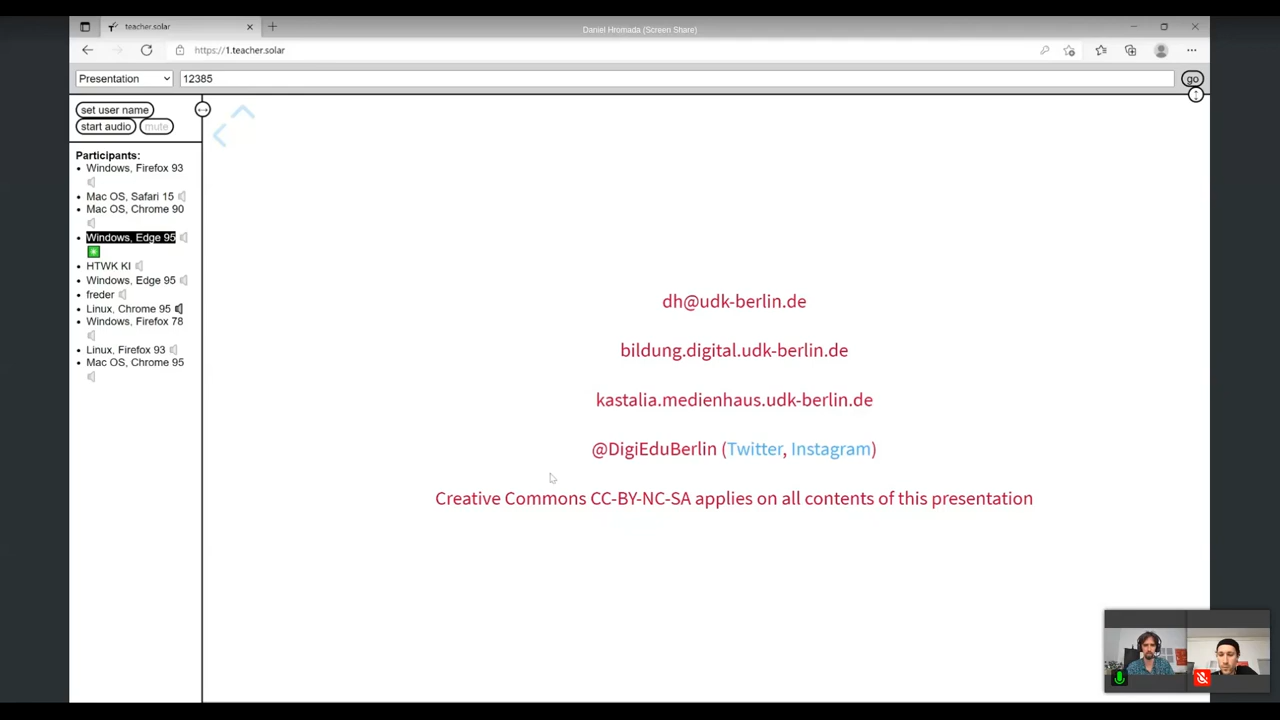 teacher.solar
Daniel Hromada (Screen Share)
https://1.teacher.solar
Presentation
12385
go
set user name
start audio
mute
Participants:
Windows, Firefox 93
Mac OS, Safari 15
Mac OS, Chrome 90
Windows, Edge 95
HTWK KI
Windows, Edge 95
freder
Linux, Chrome 95
Windows, Firefox 78
Linux, Firefox 93
Mac OS, Chrome 95
dh@udk-berlin.de
bildung.digital.udk-berlin.de
kastalia.medienhaus.udk-berlin.de
@DigiEduBerlin (Twitter, Instagram)
Creative Commons CC-BY-NC-SA applies on all contents of this presentation